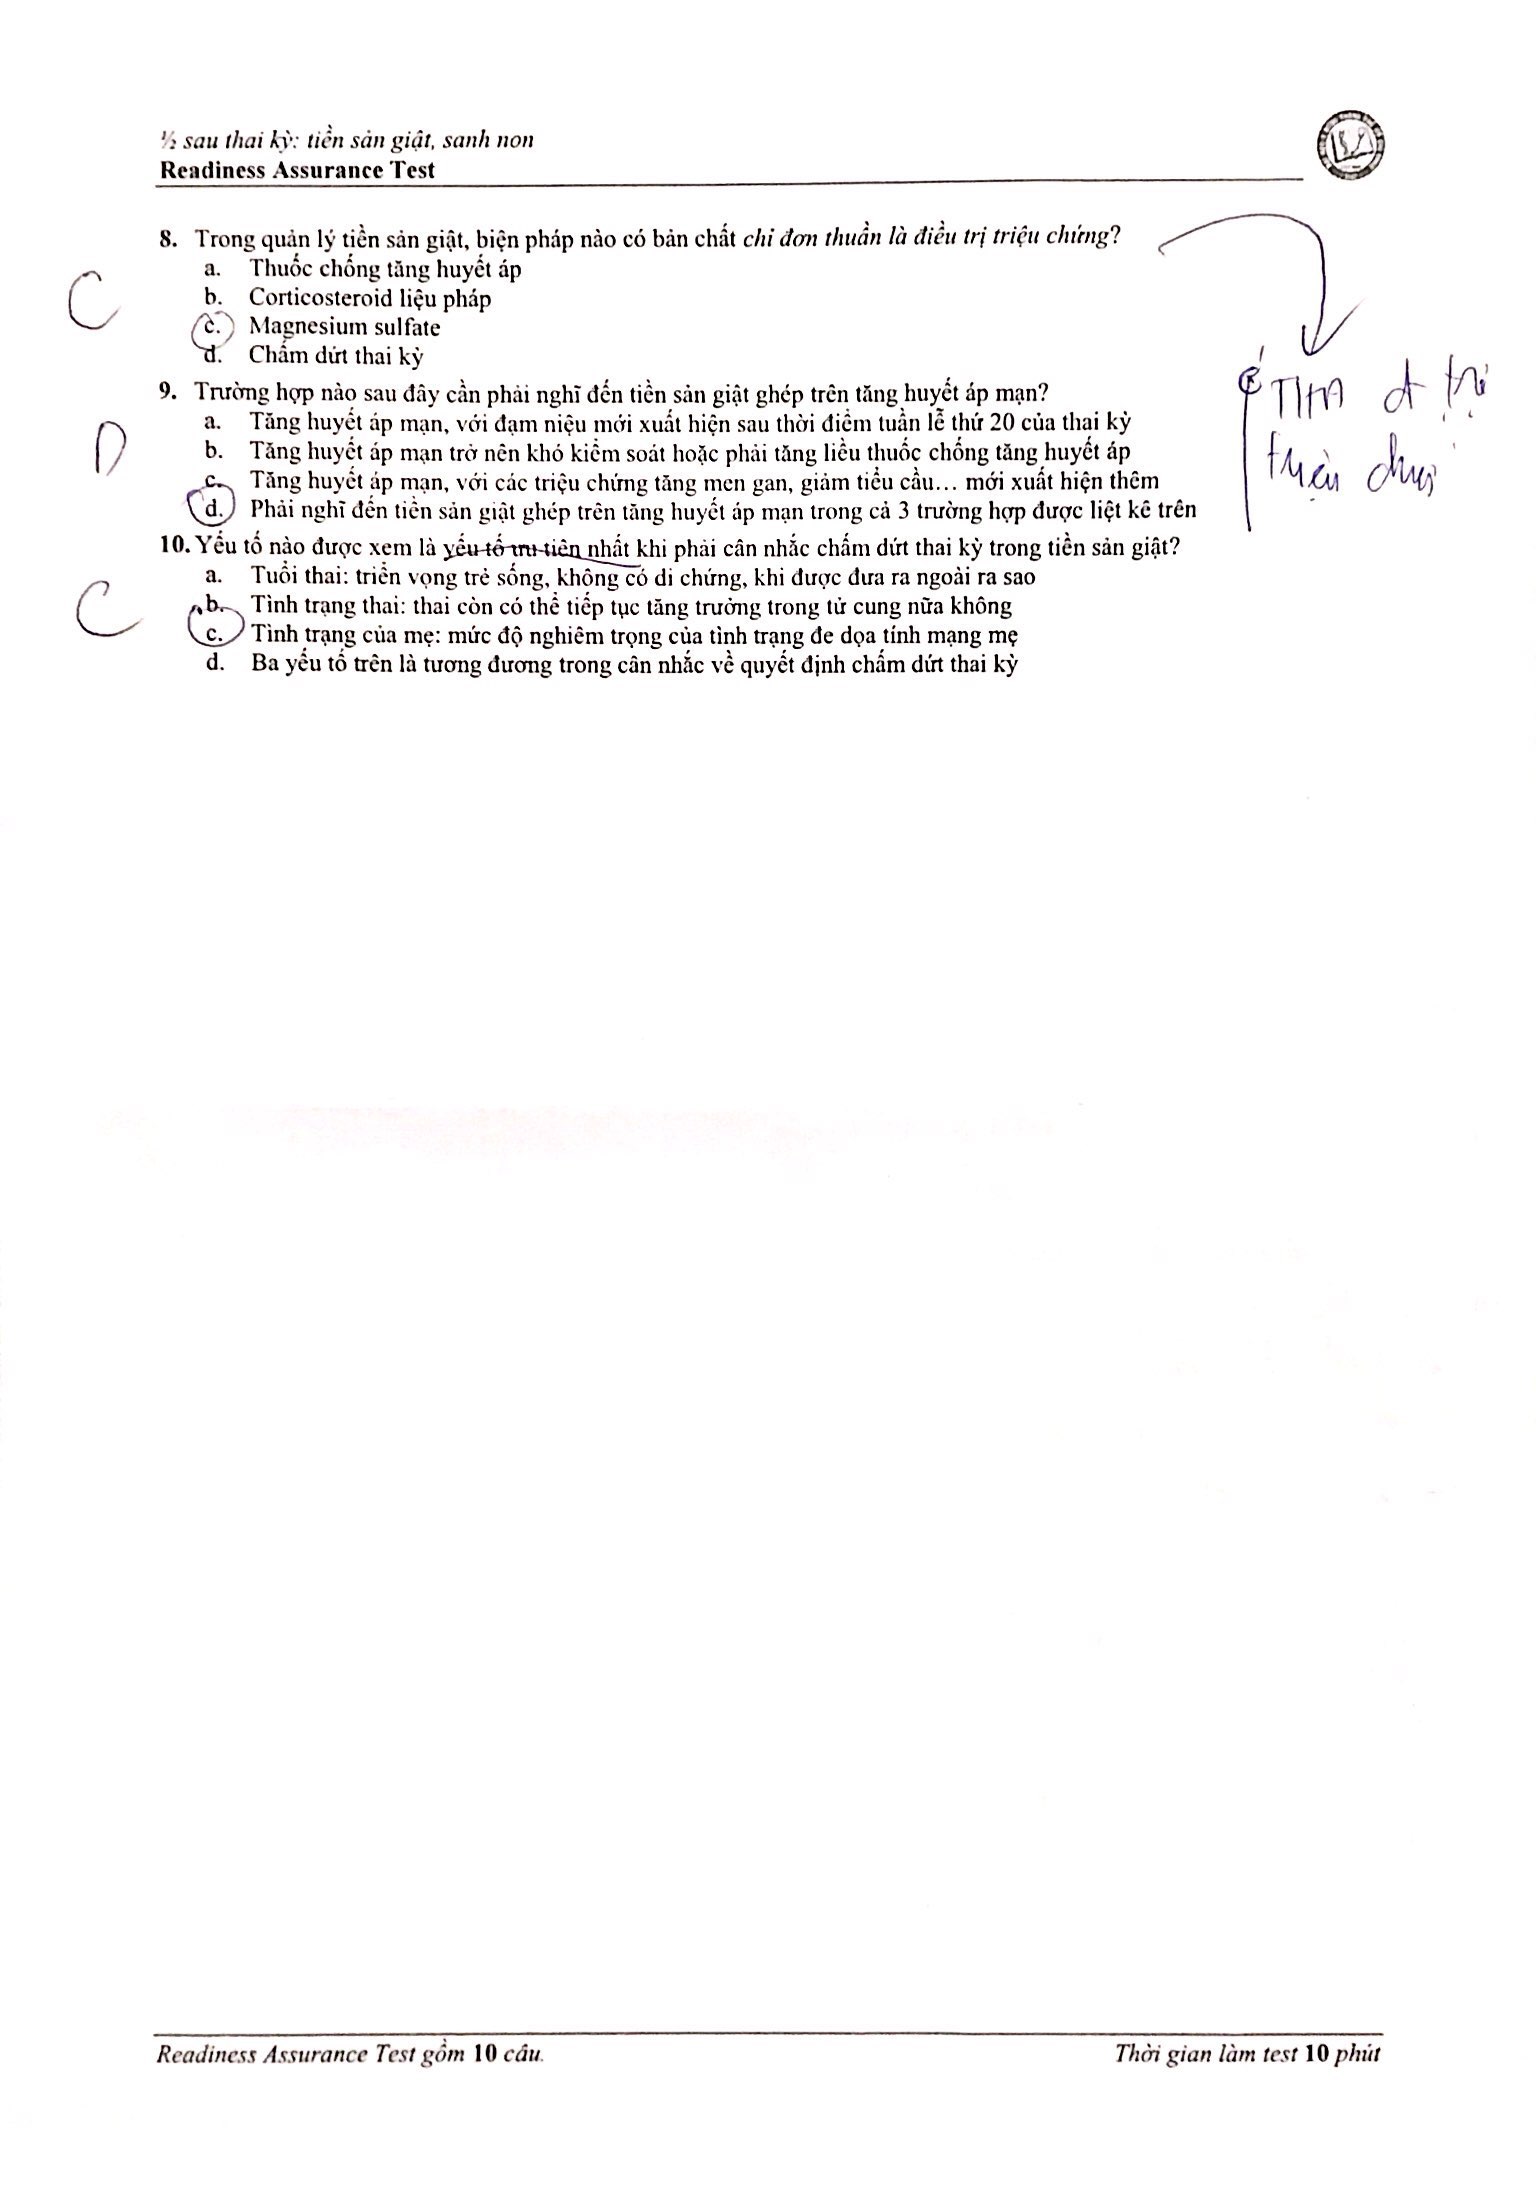 ½ sau thai kỳ: tiền sản giật, sanh non
Readiness Assurance Test
8. Trong quản lý tiền sản giật, biện pháp nào có bản chất chỉ đơn thuần là điều trị triệu chứng?
a. Thuốc chống tăng huyết áp
C
b. Corticosteroid liệu pháp
c. Magnesium sulfate
d. Chấm dứt thai kỳ
THA
9. Trường hợp nào sau đây cần phải nghĩ đến tiền sản giật ghép trên tăng huyết áp mạn?
a. Tăng huyết áp mạn, với đạm niệu mới xuất hiện sau thời điểm tuần lễ thứ 20 của thai kỳ
D
b. Tăng huyết áp mạn trở nên khó kiểm soát hoặc phải tăng liều thuốc chống tăng huyết áp
triệu
c. Tăng huyết áp mạn, với các triệu chứng tăng men gan, giảm tiểu cầu… mới xuất hiện thêm
d. Phải nghĩ đến tiền sản giật ghép trên tăng huyết áp mạn trong cả 3 trường hợp được liệt kê trên
10. Yếu tố nào được xem là yếu tố ưu tiên nhất khi phải cân nhắc chấm dứt thai kỳ trong tiền sản giật?
a. Tuổi thai: triển vọng trẻ sống, không có di chứng, khi được đưa ra ngoài ra sao
C
b. Tình trạng thai: thai còn có thể tiếp tục tăng trưởng trong tử cung nữa không
c. Tình trạng của mẹ: mức độ nghiêm trọng của tình trạng đe dọa tính mạng mẹ
d. Ba yếu tố trên là tương đương trong cân nhắc về quyết định chấm dứt thai kỳ
Readiness Assurance Test gồm 10 câu.
Thời gian làm test 10 phút